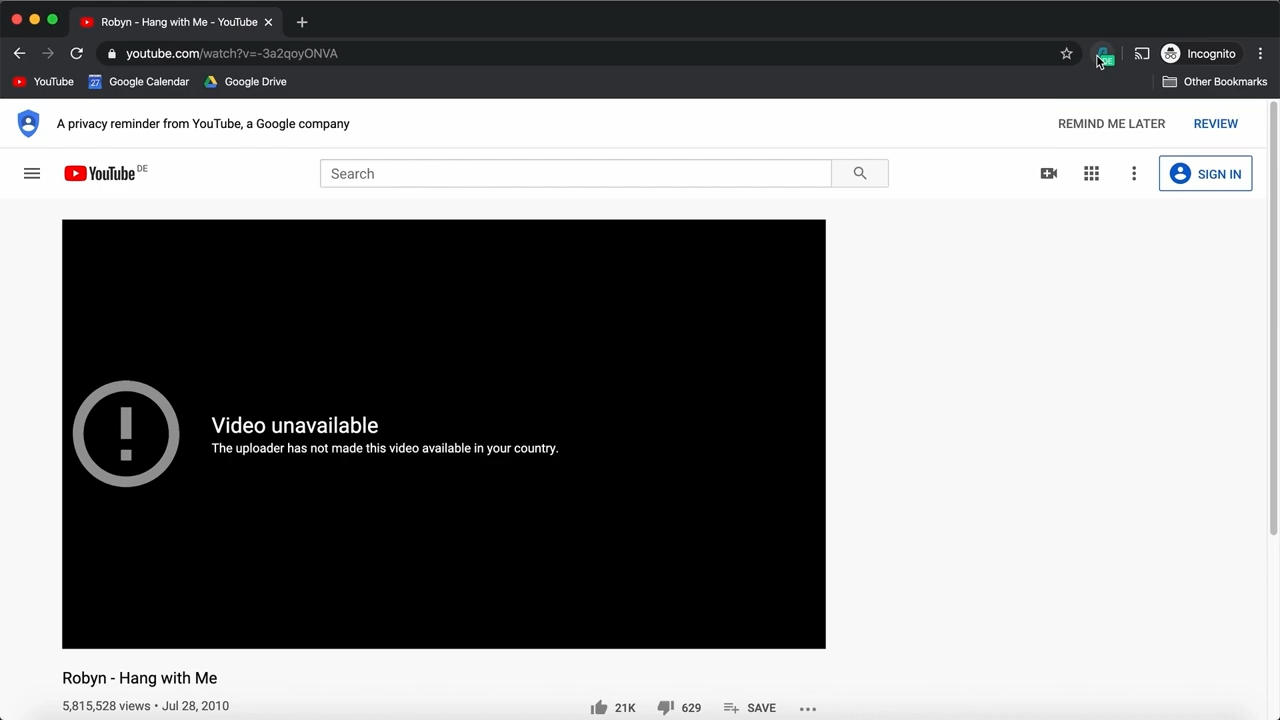 Robyn - Hang with Me - YouTube
youtube.com/watch?v=-3a2qoyONVA
DE
Incognito
YouTube
27
Google Calendar
Google Drive
Other Bookmarks
A privacy reminder from YouTube, a Google company
REMIND ME LATER
REVIEW
YouTube DE
Search
SIGN IN
Video unavailable
The uploader has not made this video available in your country.
Robyn - Hang with Me
5,815,528 views • Jul 28, 2010
21K
629
SAVE